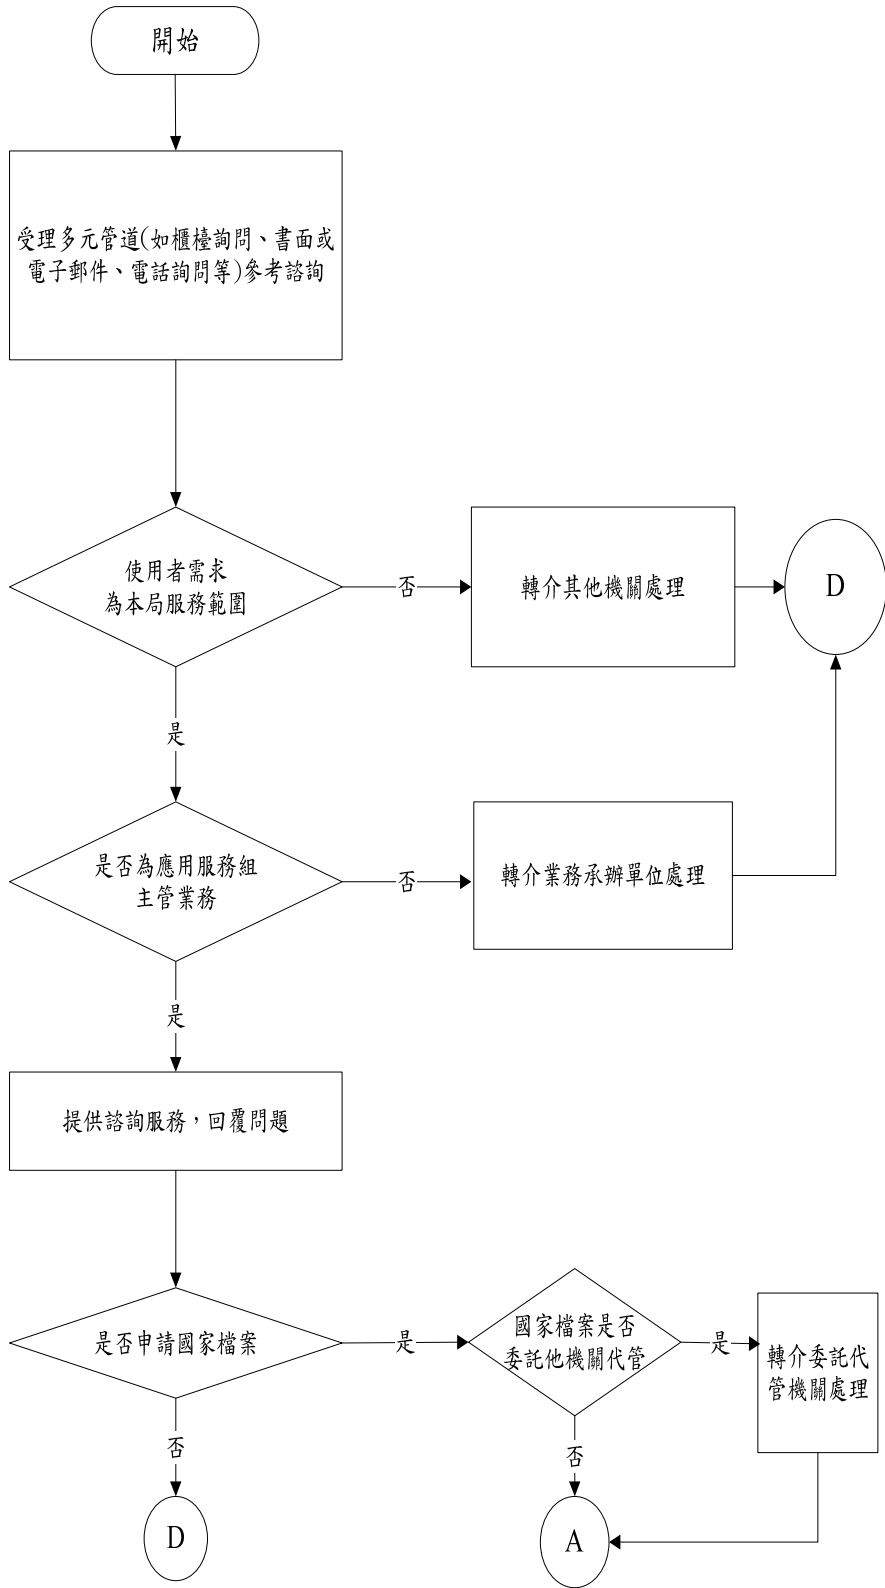 開始
受理多元管道(如櫃檯詢問、書面或
電子郵件、電話詢問等)參考諮詢
使用者需求
為本局服務範圍
否
轉介其他機關處理
D
是
是否為應用服務組
主管業務
否
轉介業務承辦單位處理
是
提供諮詢服務，回覆問題
是否申請國家檔案
是
國家檔案是否
委託他機關代管
是
轉介委託代
管機關處理
否
否
D
A